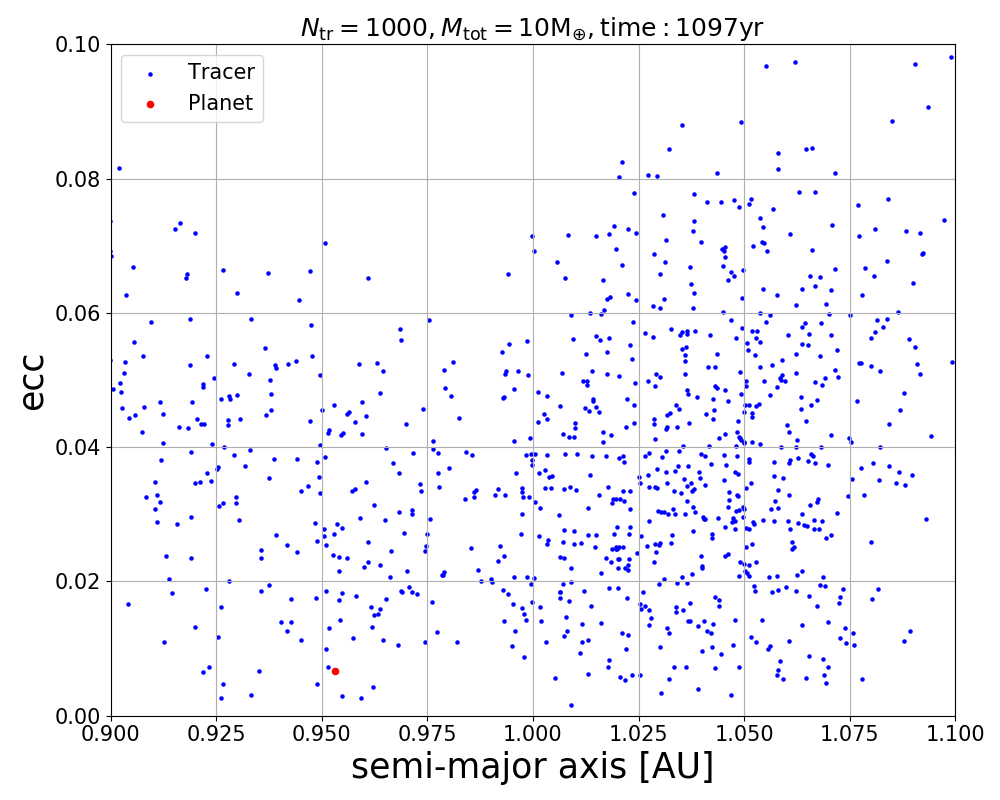 N_tr = 1000, M_tot = 10M_⊕, time : 1097yr
0.10
Tracer
Planet
0.08
0.06
ecc
0.04
0.02
0.00
0.900 0.925 0.950 0.975 1.000 1.025 1.050 1.075 1.100
semi-major axis [AU]